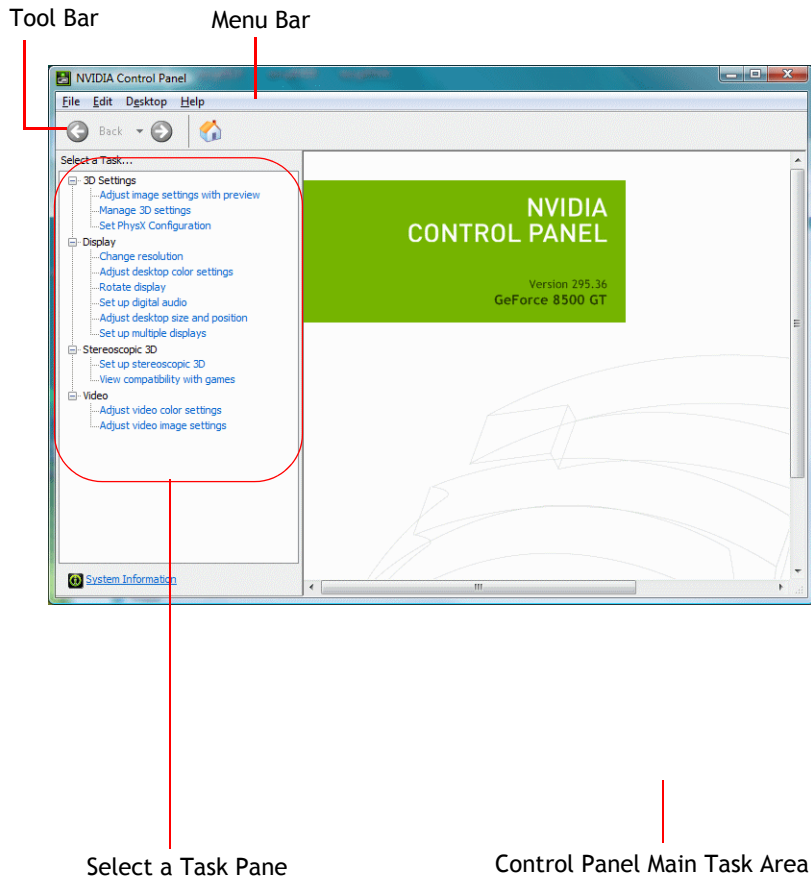 Tool Bar
Menu Bar
NVIDIA Control Panel
File Edit Desktop Help
Back
Select a Task...
3D Settings
Adjust image settings with preview
Manage 3D settings
Set PhysX Configuration
Display
Change resolution
Adjust desktop color settings
Rotate display
Set up digital audio
Adjust desktop size and position
Set up multiple displays
Stereoscopic 3D
Set up stereoscopic 3D
View compatibility with games
Video
Adjust video color settings
Adjust video image settings
System Information
NVIDIA
CONTROL PANEL
Version 295.36
GeForce 8500 GT
Select a Task Pane
Control Panel Main Task Area